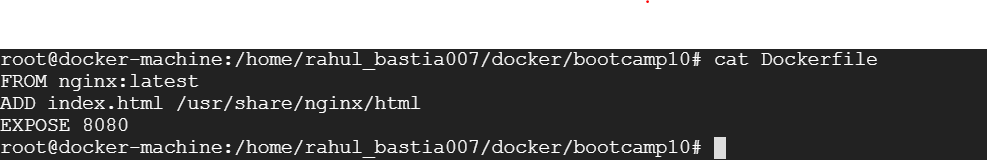 root@docker-machine:/home/rahul_bastia007/docker/bootcamp10# cat Dockerfile
FROM nginx:latest
ADD index.html /usr/share/nginx/html
EXPOSE 8080
root@docker-machine:/home/rahul_bastia007/docker/bootcamp10#